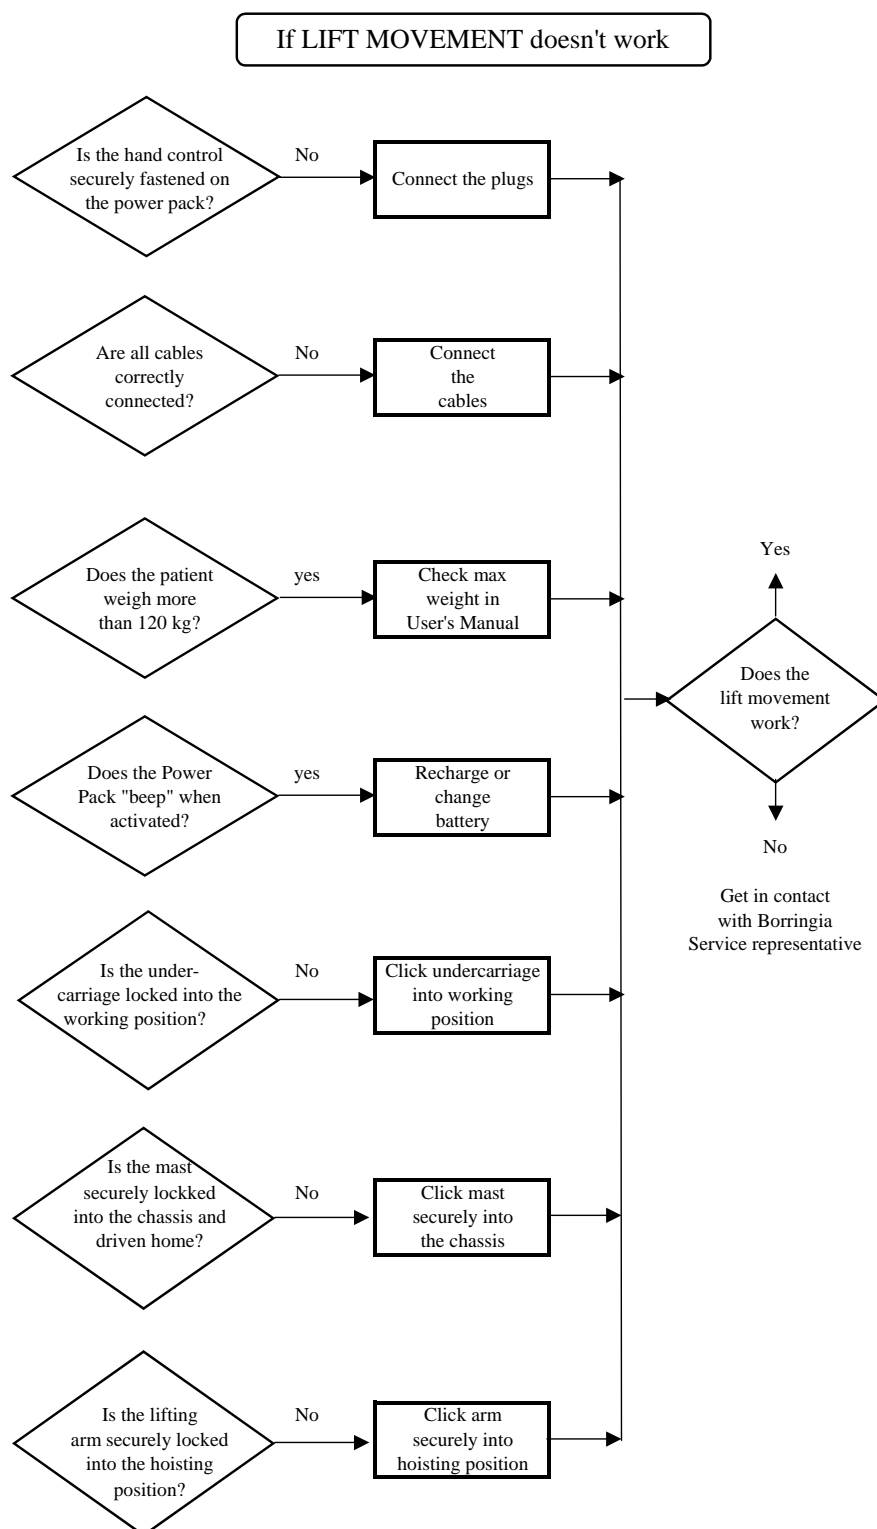 If LIFT MOVEMENT doesn't work
Is the hand control
securely fastened on
the power pack?
No
Connect the plugs
Are all cables
correctly
connected?
No
Connect
the
cables
Does the patient
weigh more
than 120 kg?
yes
Check max
weight in
User's Manual
Does the Power
Pack "beep" when
activated?
yes
Recharge or
change
battery
Is the under-
carriage locked into the
working position?
No
Click undercarriage
into working
position
Is the mast
securely lockked
into the chassis and
driven home?
No
Click mast
securely into
the chassis
Is the lifting
arm securely locked
into the hoisting
position?
No
Click arm
securely into
hoisting position
Yes
Does the
lift movement
work?
No
Get in contact
with Borringia
Service representative